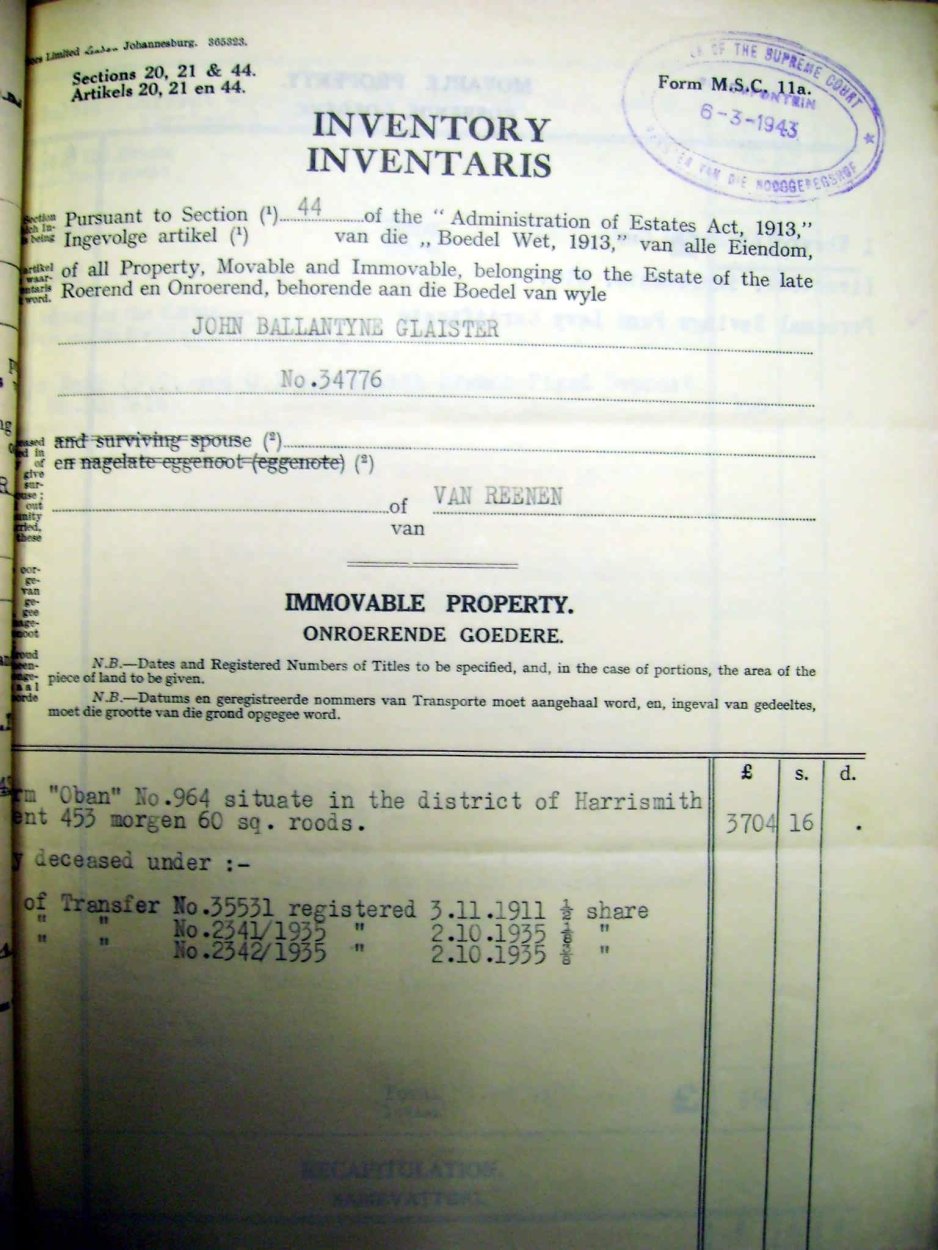 Limited Johannesburg. 365323.
Sections 20, 21 & 44.
Artikels 20, 21 en 44.
Form M.S.C. 11a.
OF THE SUPREME COURT
6-3-1943
VAN DIE HOOGGEREGSHOF
INVENTORY
INVENTARIS
Pursuant to Section (¹) 44 of the "Administration of Estates Act, 1913,"
Ingevolge artikel (¹) van die „Boedel Wet, 1913," van alle Eiendom,
of all Property, Movable and Immovable, belonging to the Estate of the late
Roerend en Onroerend, behorende aan die Boedel van wyle
JOHN BALLANTYNE GLAISTER
No.34776
and surviving spouse (²)
en nagelate eggenoot (eggenote) (²)
of VAN REENEN
van
IMMOVABLE PROPERTY.
ONROERENDE GOEDERE.
N.B.—Dates and Registered Numbers of Titles to be specified, and, in the case of portions, the area of the
piece of land to be given.
N.B.—Datums en geregistreerde nommers van Transporte moet aangehaal word, en, ingeval van gedeeltes,
moet die grootte van die grond opgegee word.
£ s. d.
"Oban" No.964 situate in the district of Harrismith
453 morgen 60 sq. roods. 3704 16 .
deceased under :-
of Transfer No.35531 registered 3.11.1911 ½ share
" " No.2341/1935 " 2.10.1935 ⅛ "
" " No.2342/1935 " 2.10.1935 ⅜ "